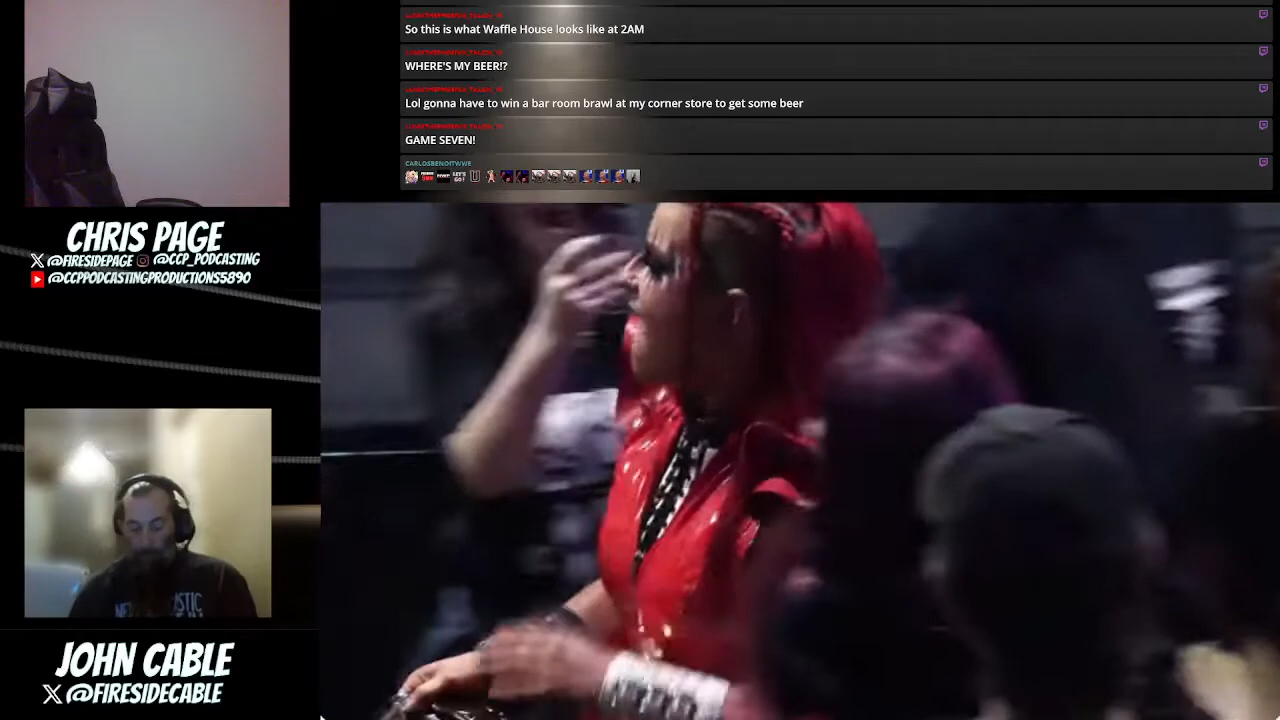 So this is what Waffle House looks like at 2AM
WHERE'S MY BEER!?
Lol gonna have to win a bar room brawl at my corner store to get some beer
GAME SEVEN!
CARLOSBENOITWWE
CHRIS PAGE
@FIRESIDEPAGE @CCP_PODCASTING
@CCPPODCASTINGPRODUCTIONS5890
JOHN CABLE
@FIRESIDECABLE